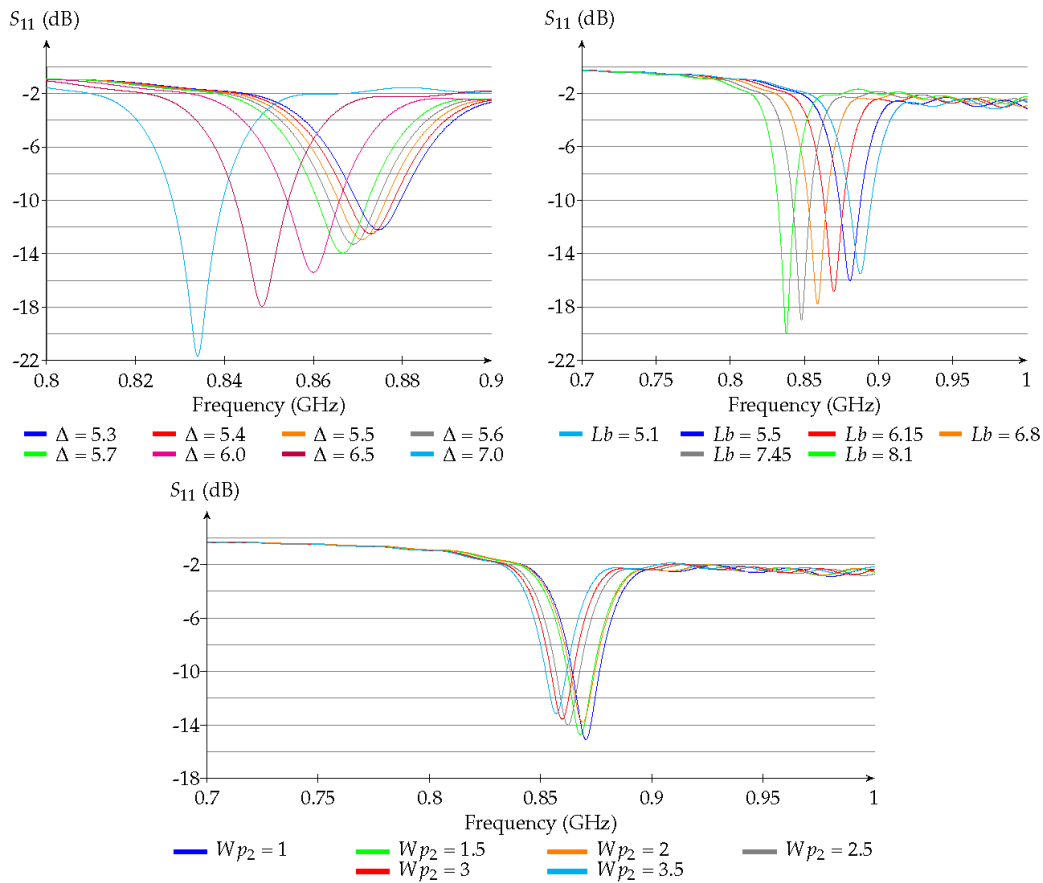 S11 (dB)
-2
-6
-10
-14
-18
-22
0.8 0.82 0.84 0.86 0.88 0.9
Frequency (GHz)
Δ = 5.3 Δ = 5.4 Δ = 5.5 Δ = 5.6
Δ = 5.7 Δ = 6.0 Δ = 6.5 Δ = 7.0
S11 (dB)
-2
-6
-10
-14
-18
-22
0.7 0.75 0.8 0.85 0.9 0.95 1
Frequency (GHz)
Lb = 5.1 Lb = 5.5 Lb = 6.15 Lb = 6.8
Lb = 7.45 Lb = 8.1
S11 (dB)
-2
-6
-10
-14
-18
0.7 0.75 0.8 0.85 0.9 0.95 1
Frequency (GHz)
Wp2 = 1 Wp2 = 1.5 Wp2 = 2 Wp2 = 2.5
Wp2 = 3 Wp2 = 3.5